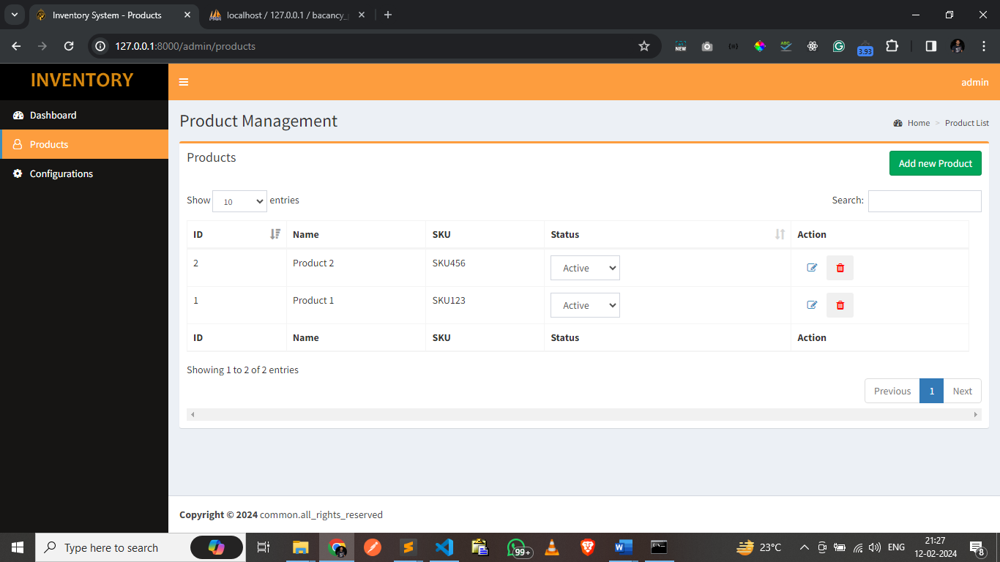 Inventory System - Products
localhost / 127.0.0.1 / bacancy_
127.0.0.1:8000/admin/products
NEW
ABC
3.93
INVENTORY
admin
Dashboard
Products
Configurations
Product Management
Home > Product List
Products
Add new Product
Show 10 entries
Search:
ID Name SKU Status Action
2 Product 2 SKU456 Active
1 Product 1 SKU123 Active
ID Name SKU Status Action
Showing 1 to 2 of 2 entries
Previous 1 Next
Copyright © 2024 common.all_rights_reserved
Type here to search
99+
23°C
ENG
21:27
12-02-2024
8